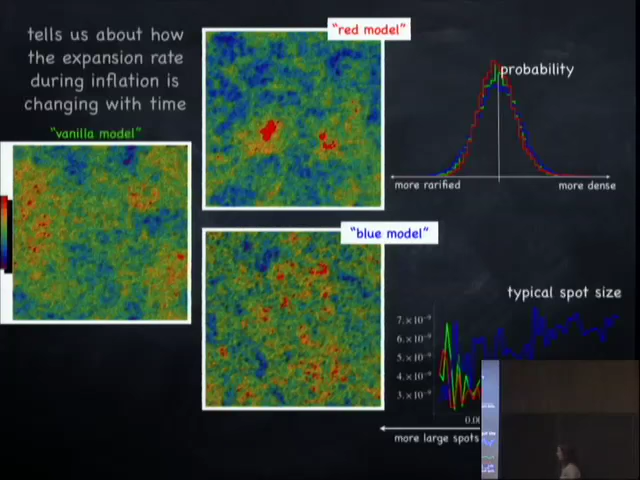 tells us about how
the expansion rate
during inflation is
changing with time
"vanilla model"
"red model"
probability
more rarified
more dense
"blue model"
typical spot size
7.×10⁻⁹
6.×10⁻⁹
5.×10⁻⁹
4.×10⁻⁹
3.×10⁻⁹
more large spots